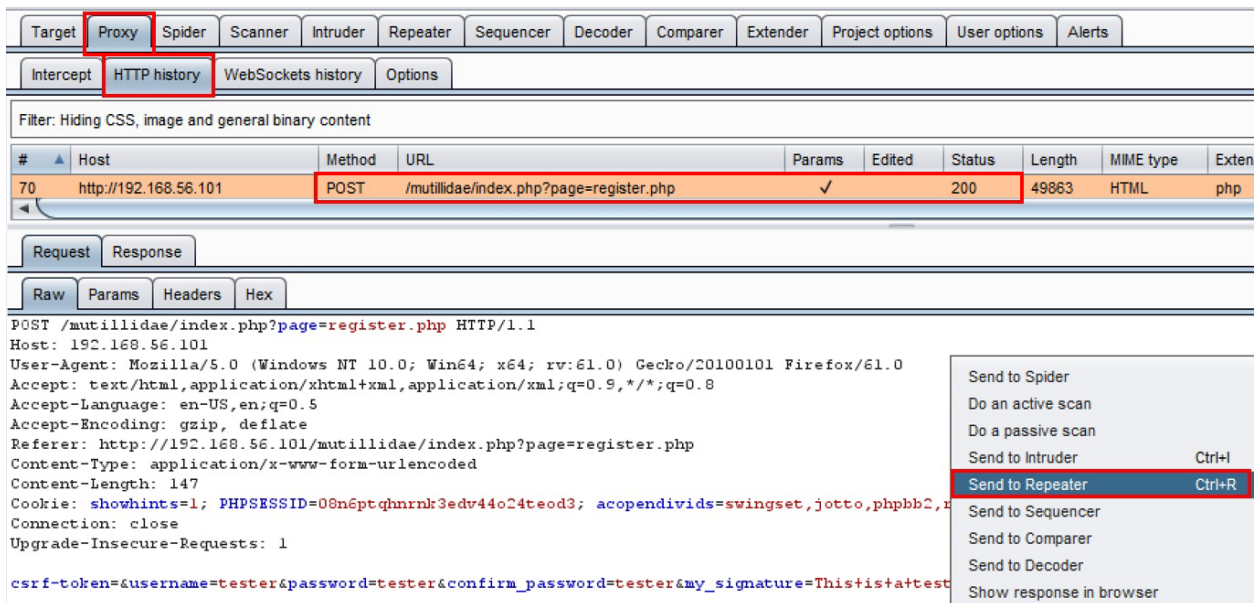 Target Proxy Spider Scanner Intruder Repeater Sequencer Decoder Comparer Extender Project options User options Alerts
Intercept HTTP history WebSockets history Options
Filter: Hiding CSS, image and general binary content
# Host Method URL Params Edited Status Length MIME type Exten
70 http://192.168.56.101 POST /mutillidae/index.php?page=register.php ✓ 200 49863 HTML php
Request Response
Raw Params Headers Hex
POST /mutillidae/index.php?page=register.php HTTP/1.1
Host: 192.168.56.101
User-Agent: Mozilla/5.0 (Windows NT 10.0; Win64; x64; rv:61.0) Gecko/20100101 Firefox/61.0
Accept: text/html,application/xhtml+xml,application/xml;q=0.9,*/*;q=0.8
Accept-Language: en-US,en;q=0.5
Accept-Encoding: gzip, deflate
Referer: http://192.168.56.101/mutillidae/index.php?page=register.php
Content-Type: application/x-www-form-urlencoded
Content-Length: 147
Cookie: showhints=1; PHPSESSID=08n6ptqhnrnk3edv44o24teod3; acopendivids=swingset,jotto,phpbb2,r
Connection: close
Upgrade-Insecure-Requests: 1
csrf-token=&username=tester&password=tester&confirm_password=tester&my_signature=This+is+a+test
Send to Spider
Do an active scan
Do a passive scan
Send to Intruder Ctrl+I
Send to Repeater Ctrl+R
Send to Sequencer
Send to Comparer
Send to Decoder
Show response in browser